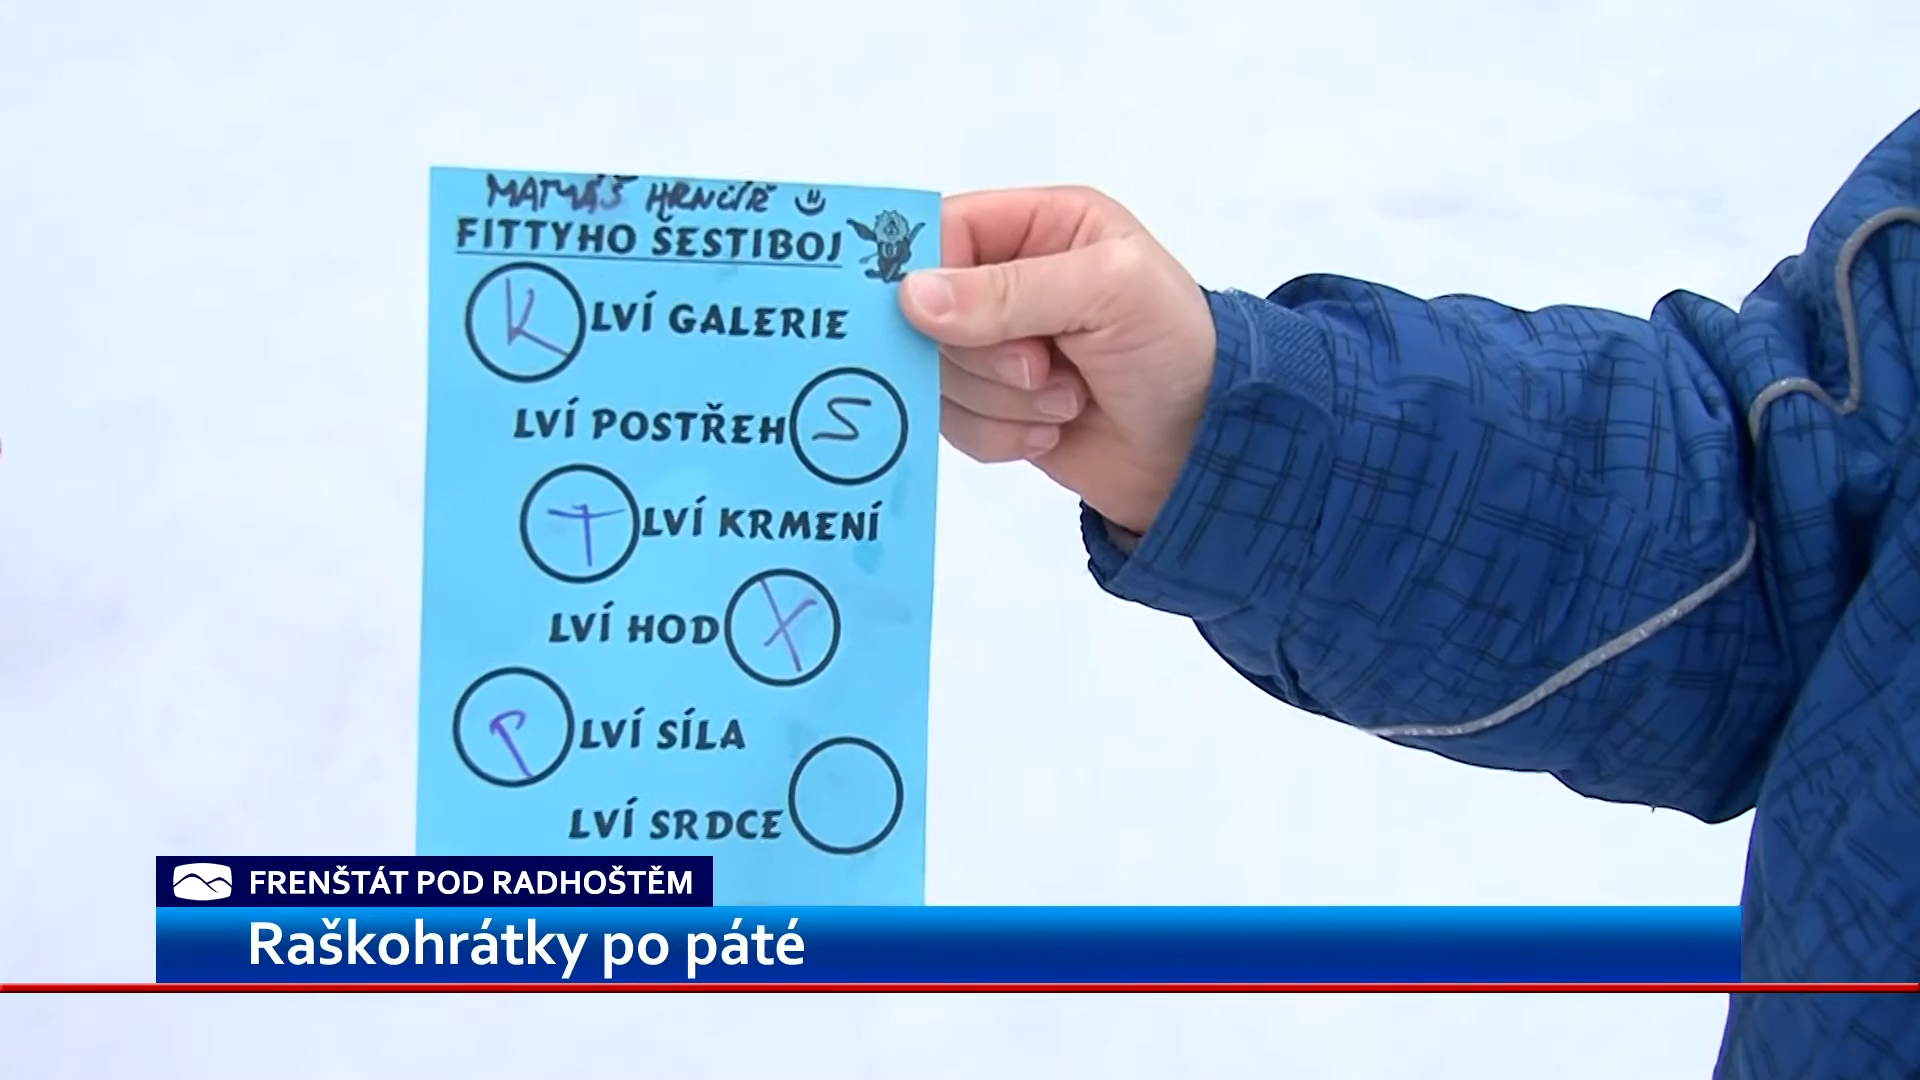 MATYÁŠ HRNČÍŘ
FITTYHO ŠESTIBOJ
K LVÍ GALERIE
LVÍ POSTŘEH S
T LVÍ KRMENÍ
LVÍ HOD X
LVÍ SÍLA
LVÍ SRDCE
FRENŠTÁT POD RADHOŠTĚM
Raškohrátky po páté